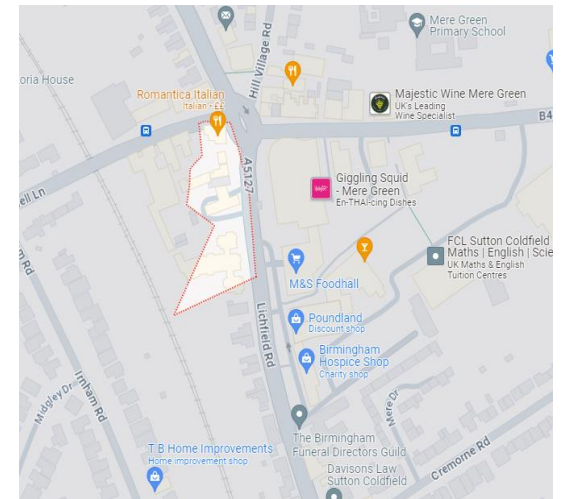 Mere Green
Primary School
Hill Village Rd
oria House
Romantica Italian
Italian • ££
Majestic Wine Mere Green
UK's Leading
Wine Specialist
B4
A5127
ell Ln
Giggling Squid
- Mere Green
En-THAI-cing Dishes
FCL Sutton Coldfield
Maths | English | Scie
UK Maths & English
Tuition Centres
m Rd
M&S Foodhall
Lichfield Rd
Poundland
Discount shop
Birmingham
Hospice Shop
Charity shop
Midgley Dr
Imham Rd
Mere Dr
The Birmingham
Funeral Directors Guild
Cremorne Rd
T B Home Improvements
Home improvement shop
Davisons Law
Sutton Coldfield